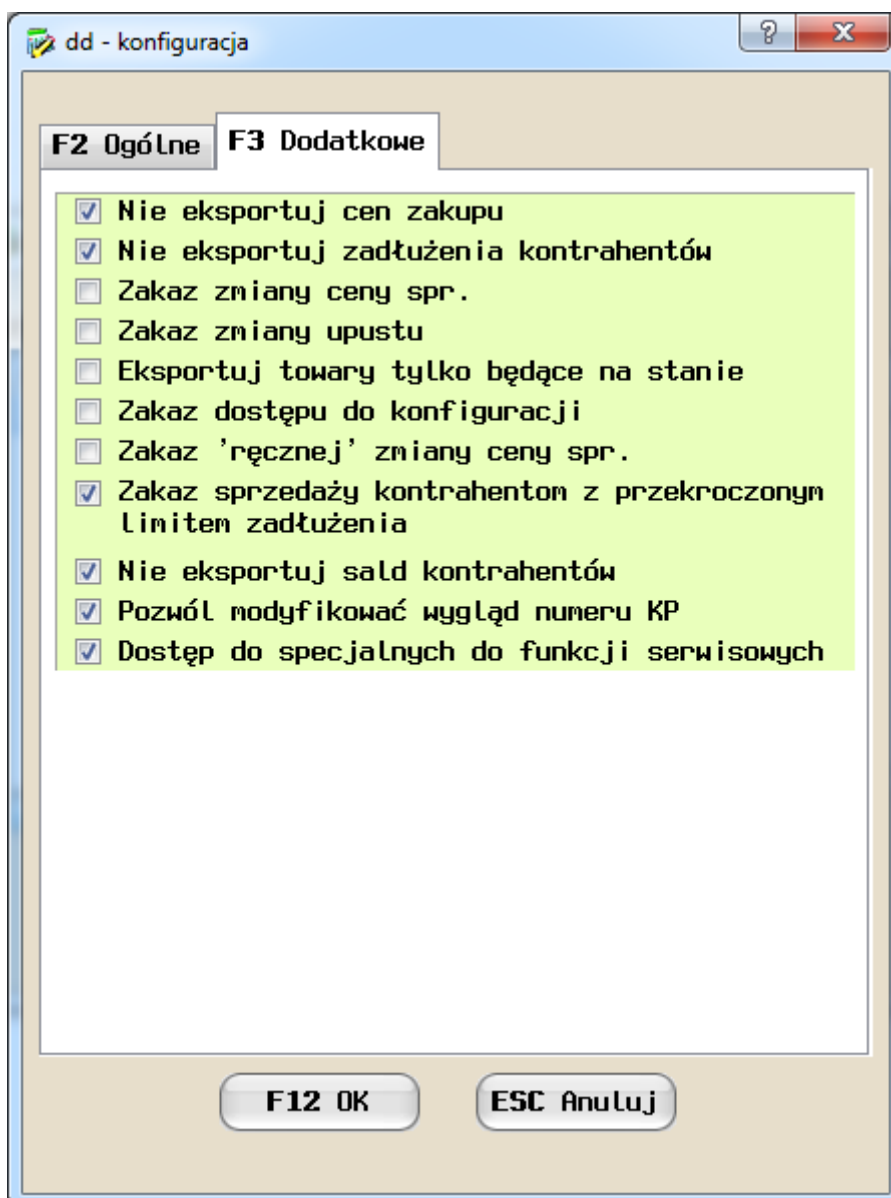 dd - konfiguracja
F2 Ogólne
F3 Dodatkowe
Nie eksportuj cen zakupu
Nie eksportuj zadłużenia kontrahentów
Zakaz zmiany ceny spr.
Zakaz zmiany upustu
Eksportuj towary tylko będące na stanie
Zakaz dostępu do konfiguracji
Zakaz 'ręcznej' zmiany ceny spr.
Zakaz sprzedaży kontrahentom z przekroczonym
limitem zadłużenia
Nie eksportuj sald kontrahentów
Pozwól modyfikować wygląd numeru KP
Dostęp do specjalnych do funkcji serwisowych
F12 OK
ESC Anuluj